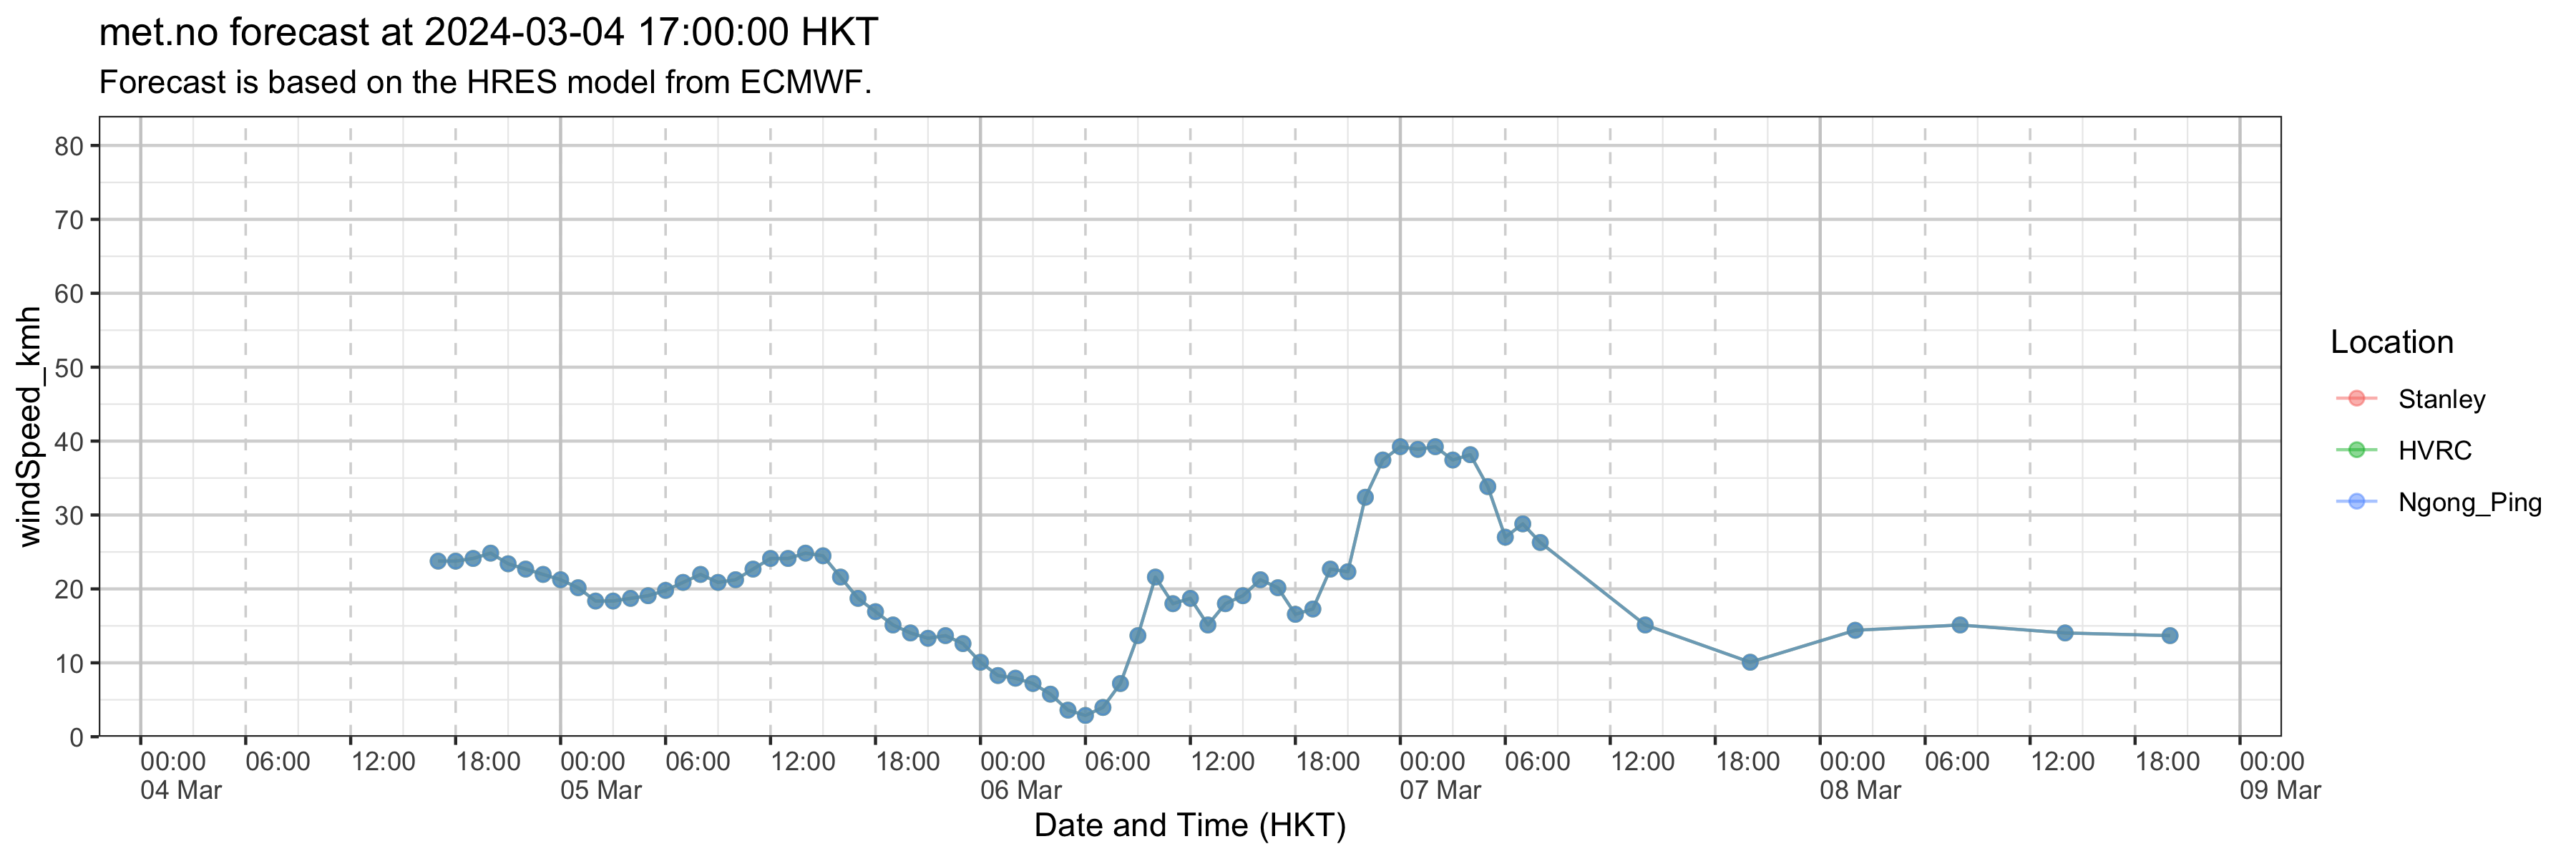 met.no forecast at 2024-03-04 17:00:00 HKT
Forecast is based on the HRES model from ECMWF.
windSpeed_kmh
80
70
60
50
40
30
20
10
0
00:00 06:00 12:00 18:00 00:00 06:00 12:00 18:00 00:00 06:00 12:00 18:00 00:00 06:00 12:00 18:00 00:00 06:00 12:00 18:00 00:00
04 Mar 05 Mar 06 Mar 07 Mar 08 Mar 09 Mar
Date and Time (HKT)
Location
Stanley
HVRC
Ngong_Ping